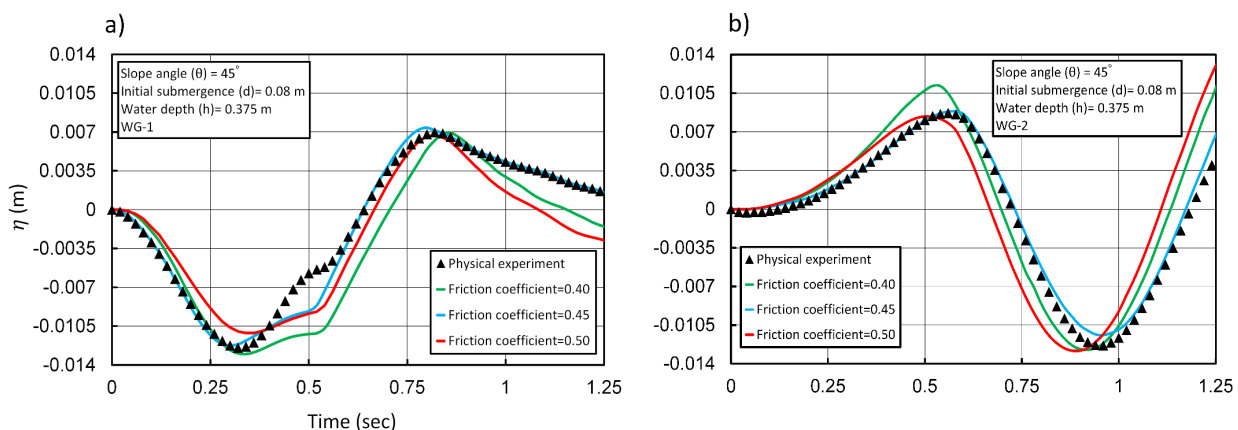 a)
0.014
0.0105
0.007
0.0035
0
-0.0035
-0.007
-0.0105
-0.014
η (m)
Slope angle (θ) = 45°
Initial submergence (d)= 0.08 m
Water depth (h)= 0.375 m
WG-1
Physical experiment
Friction coefficient=0.40
Friction coefficient=0.45
Friction coefficient=0.50
0 0.25 0.5 0.75 1 1.25
Time (sec)
b)
0.014
0.0105
0.007
0.0035
0
-0.0035
-0.007
-0.0105
-0.014
Slope angle (θ) = 45°
Initial submergence (d)= 0.08 m
Water depth (h)= 0.375 m
WG-2
Physical experiment
Friction coefficient=0.40
Friction coefficient=0.45
Friction coefficient=0.50
0 0.25 0.5 0.75 1 1.25